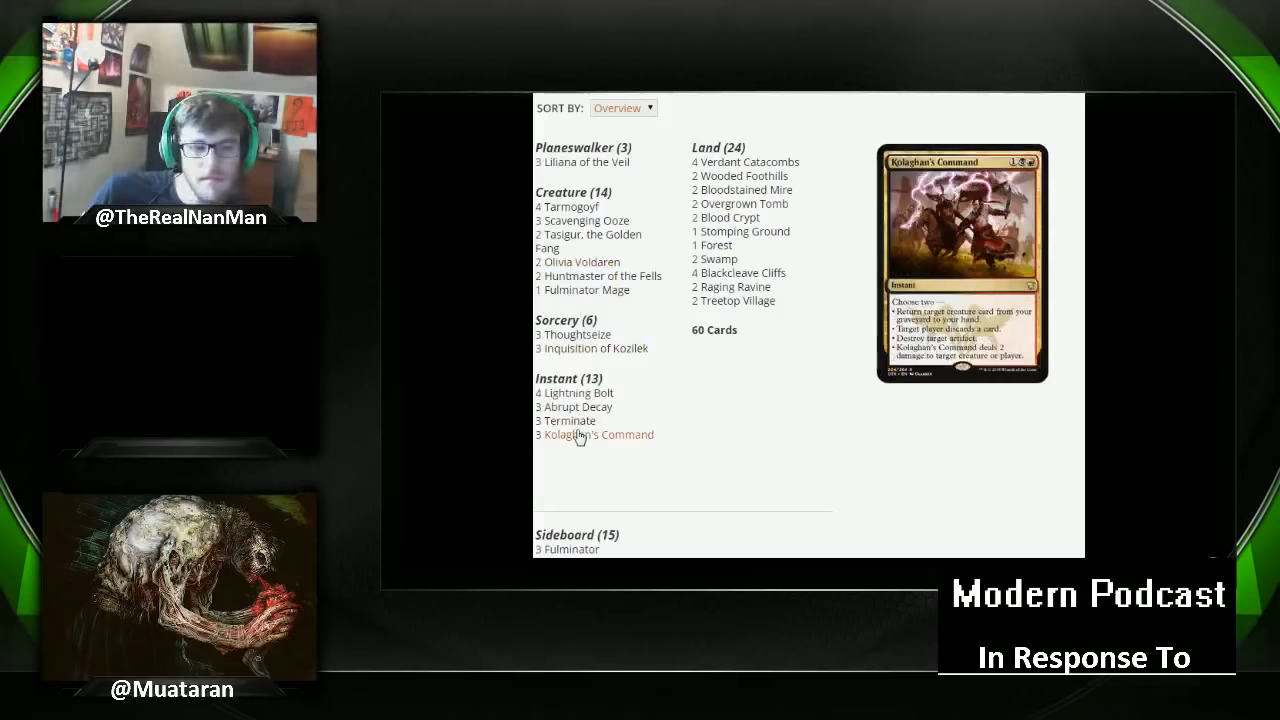 @TheRealNanMan
@Muataran
SORT BY: Overview
Planeswalker (3)
3 Liliana of the Veil
Creature (14)
4 Tarmogoyf
3 Scavenging Ooze
2 Tasigur, the Golden
Fang
2 Olivia Voldaren
2 Huntmaster of the Fells
1 Fulminator Mage
Sorcery (6)
3 Thoughtseize
3 Inquisition of Kozilek
Instant (13)
4 Lightning Bolt
3 Abrupt Decay
3 Terminate
3 Kolaghan's Command
Sideboard (15)
3 Fulminator
Land (24)
4 Verdant Catacombs
2 Wooded Foothills
2 Bloodstained Mire
2 Overgrown Tomb
2 Blood Crypt
1 Stomping Ground
1 Forest
2 Swamp
4 Blackcleave Cliffs
2 Raging Ravine
2 Treetop Village
60 Cards
Kolaghan's Command 1
Instant
Choose two —
• Return target creature card from your
graveyard to your hand.
• Target player discards a card.
• Destroy target artifact.
• Kolaghan's Command deals 2
damage to target creature or player.
Modern Podcast
In Response To